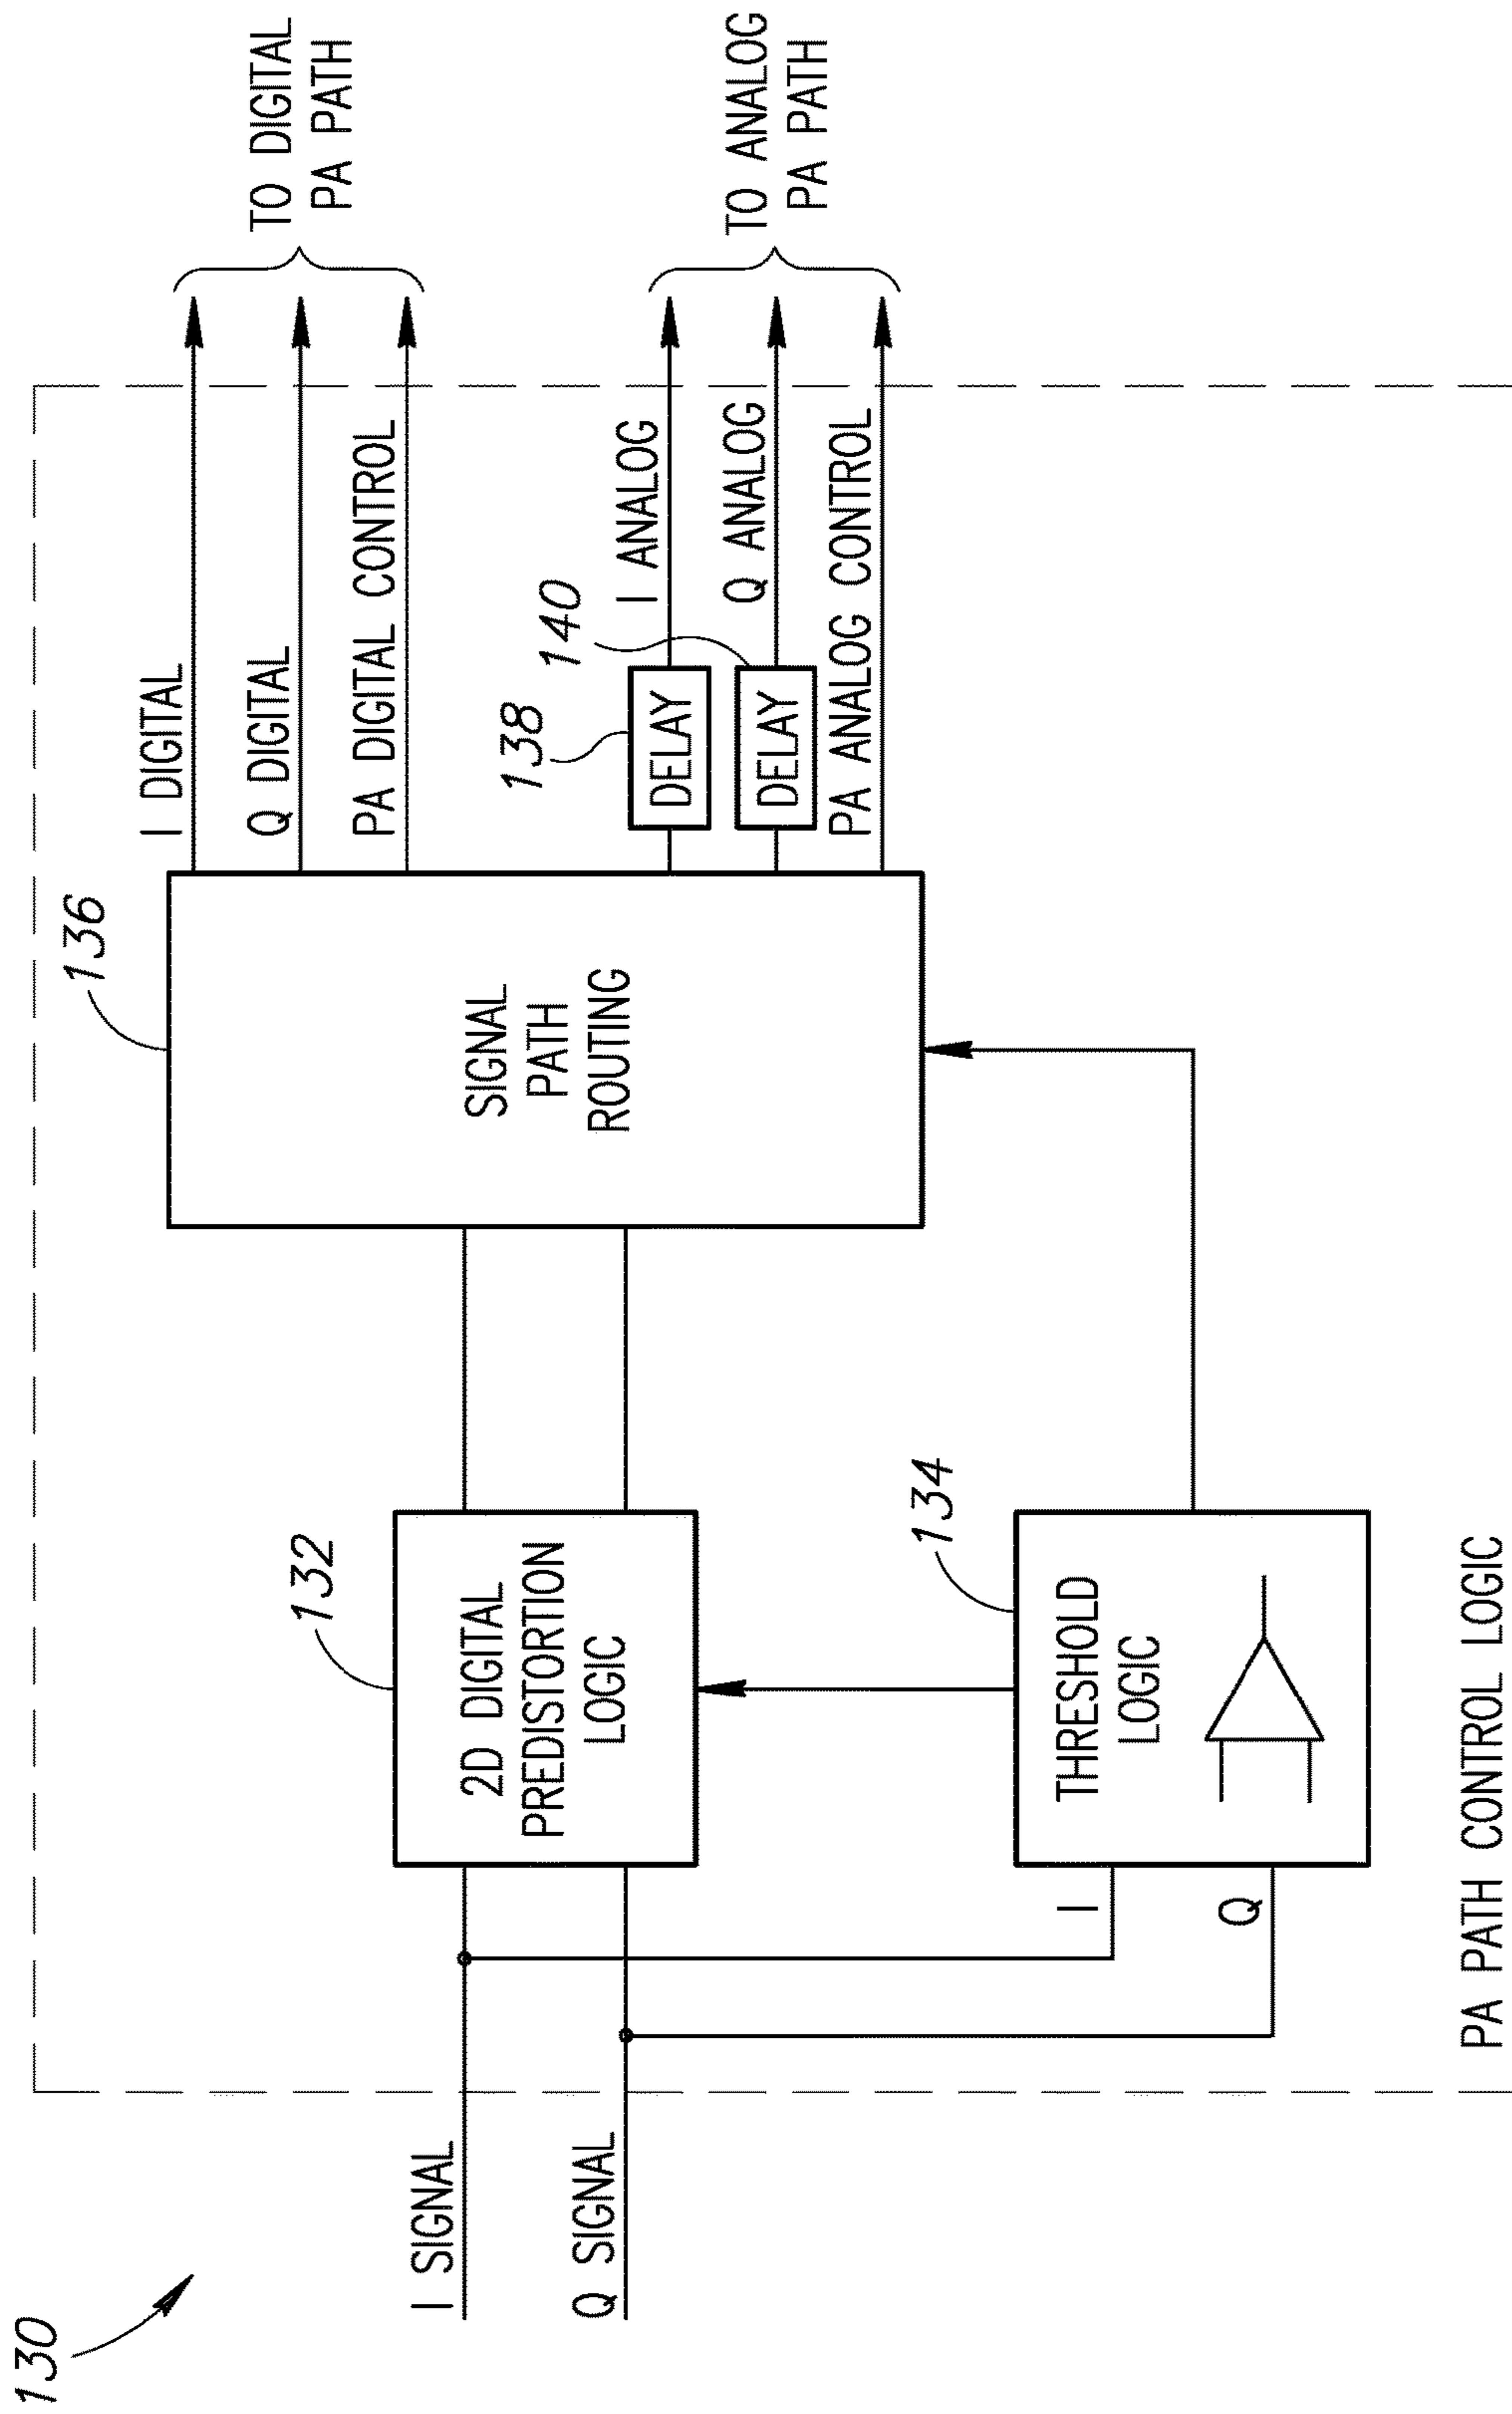 130
I SIGNAL
Q SIGNAL
132
2D DIGITAL
PREDISTORTION
LOGIC
I
Q
134
THRESHOLD
LOGIC
136
SIGNAL
PATH
ROUTING
I DIGITAL
Q DIGITAL
PA DIGITAL CONTROL
138
DELAY
I ANALOG
140
DELAY
Q ANALOG
PA ANALOG CONTROL
TO DIGITAL
PA PATH
TO ANALOG
PA PATH
PA PATH CONTROL LOGIC